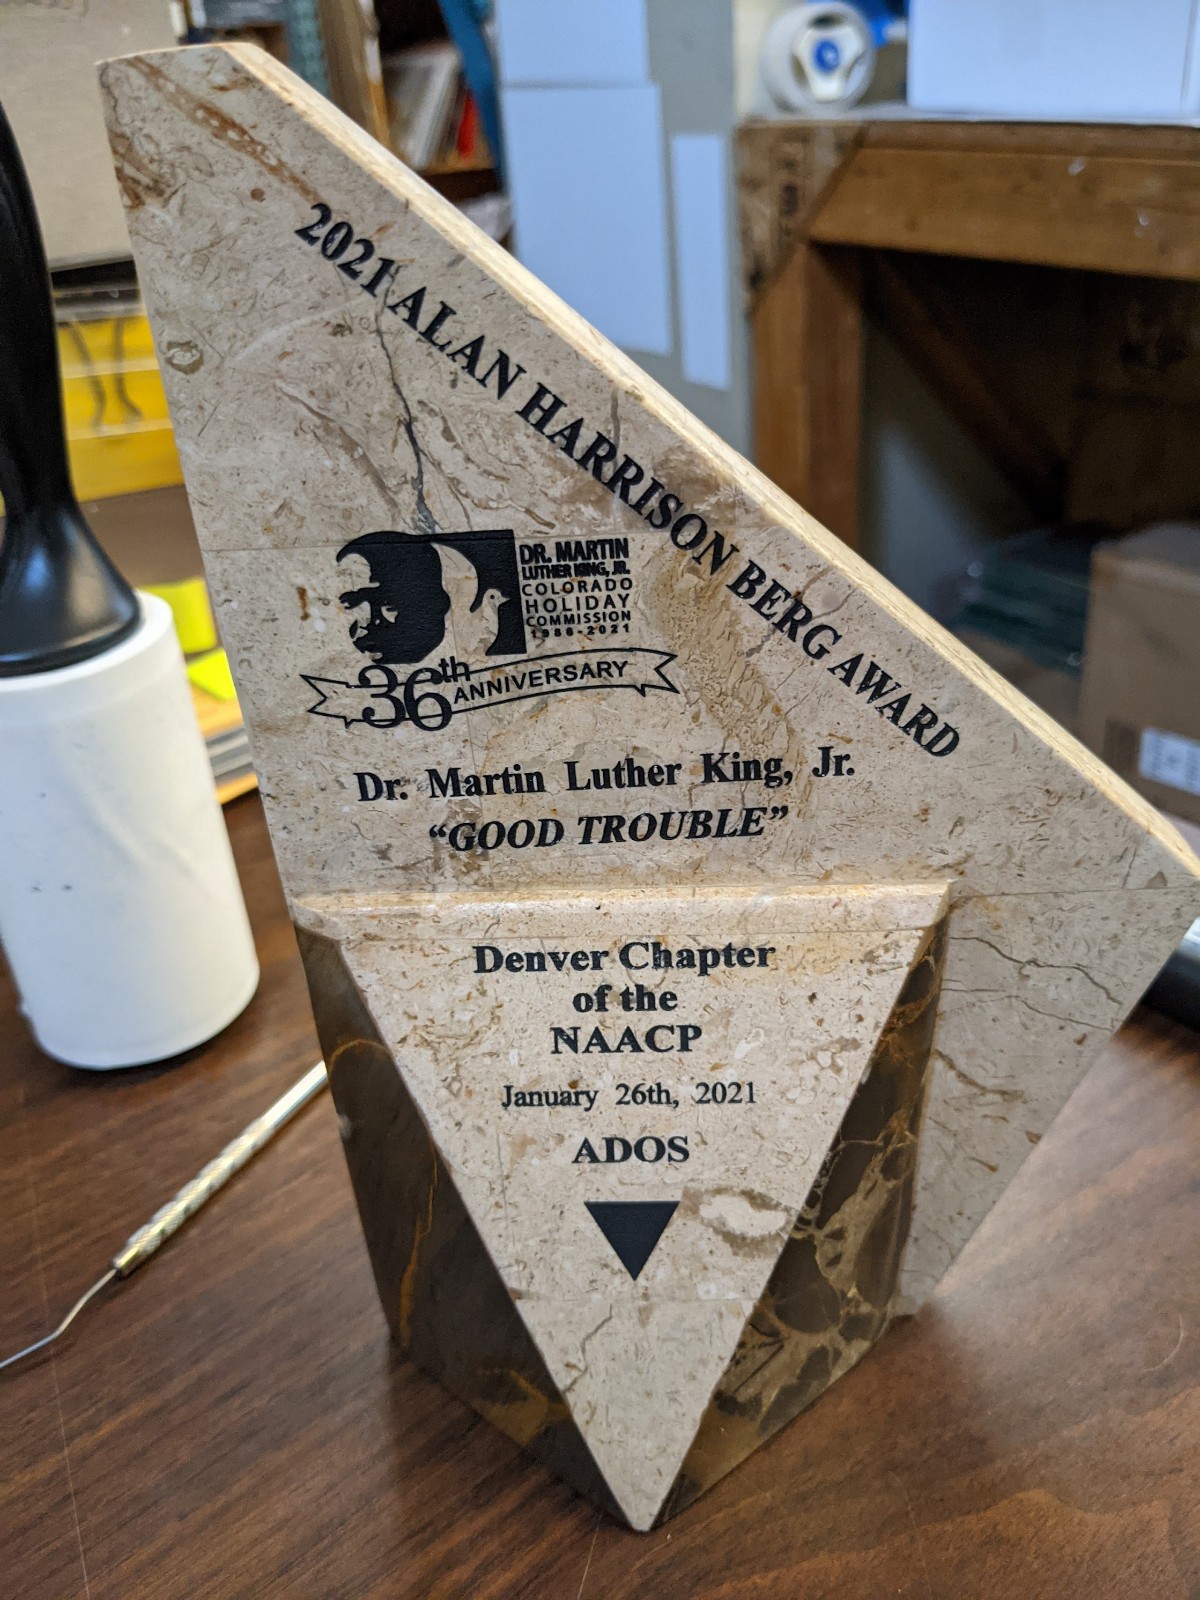 2021 ALAN HARRISON BERG AWARD
DR. MARTIN
LUTHER KING, JR.
COLORADO
HOLIDAY
COMMISSION
1986-2021
36th ANNIVERSARY
Dr. Martin Luther King, Jr.
“GOOD TROUBLE”
Denver Chapter
of the
NAACP
January 26th, 2021
ADOS